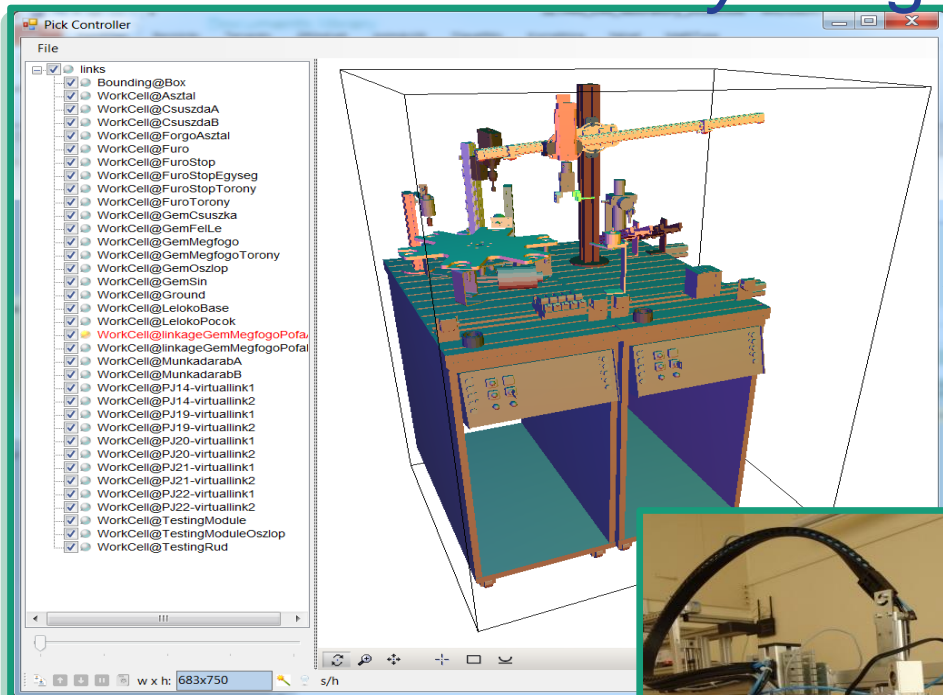 Pick Controller
File
links
Bounding@Box
WorkCell@Asztal
WorkCell@CsuszdaA
WorkCell@CsuszdaB
WorkCell@ForgoAsztal
WorkCell@Furo
WorkCell@FuroStop
WorkCell@FuroStopEgyseg
WorkCell@FuroStopTorony
WorkCell@FuroTorony
WorkCell@GemCsuszka
WorkCell@GemFelLe
WorkCell@GemMegfogo
WorkCell@GemMegfogoTorony
WorkCell@GemOszlop
WorkCell@GemSin
WorkCell@Ground
WorkCell@LelokoBase
WorkCell@LelokoPocok
WorkCell@linkageGemMegfogoPofa
WorkCell@linkageGemMegfogoPofal
WorkCell@MunkadarabA
WorkCell@MunkadarabB
WorkCell@PJ14-virtuallink1
WorkCell@PJ14-virtuallink2
WorkCell@PJ19-virtuallink1
WorkCell@PJ19-virtuallink2
WorkCell@PJ20-virtuallink1
WorkCell@PJ20-virtuallink2
WorkCell@PJ21-virtuallink1
WorkCell@PJ21-virtuallink2
WorkCell@PJ22-virtuallink1
WorkCell@PJ22-virtuallink2
WorkCell@TestingModule
WorkCell@TestingModuleOszlop
WorkCell@TestingRud
w x h: 683x750 s/h